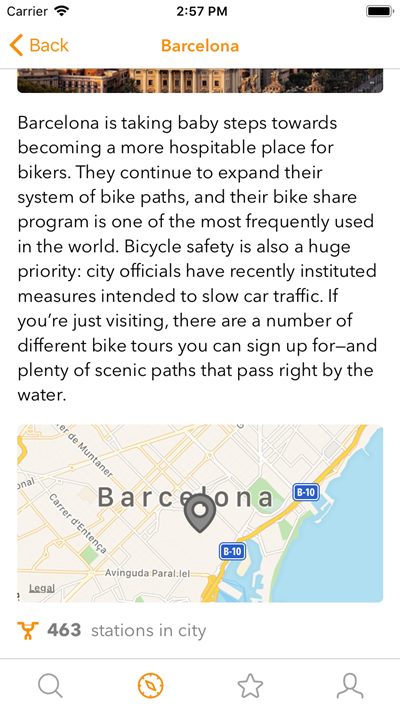 Carrier 2:57 PM
Back Barcelona
Barcelona is taking baby steps towards
becoming a more hospitable place for
bikers. They continue to expand their
system of bike paths, and their bike share
program is one of the most frequently used
in the world. Bicycle safety is also a huge
priority: city officials have recently instituted
measures intended to slow car traffic. If
you’re just visiting, there are a number of
different bike tours you can sign up for—and
plenty of scenic paths that pass right by the
water.
er de Muntaner
onal
Barcelona
B-10
Carrer d'Entença
B-10
Avinguda Paral.lel
Legal
463 stations in city